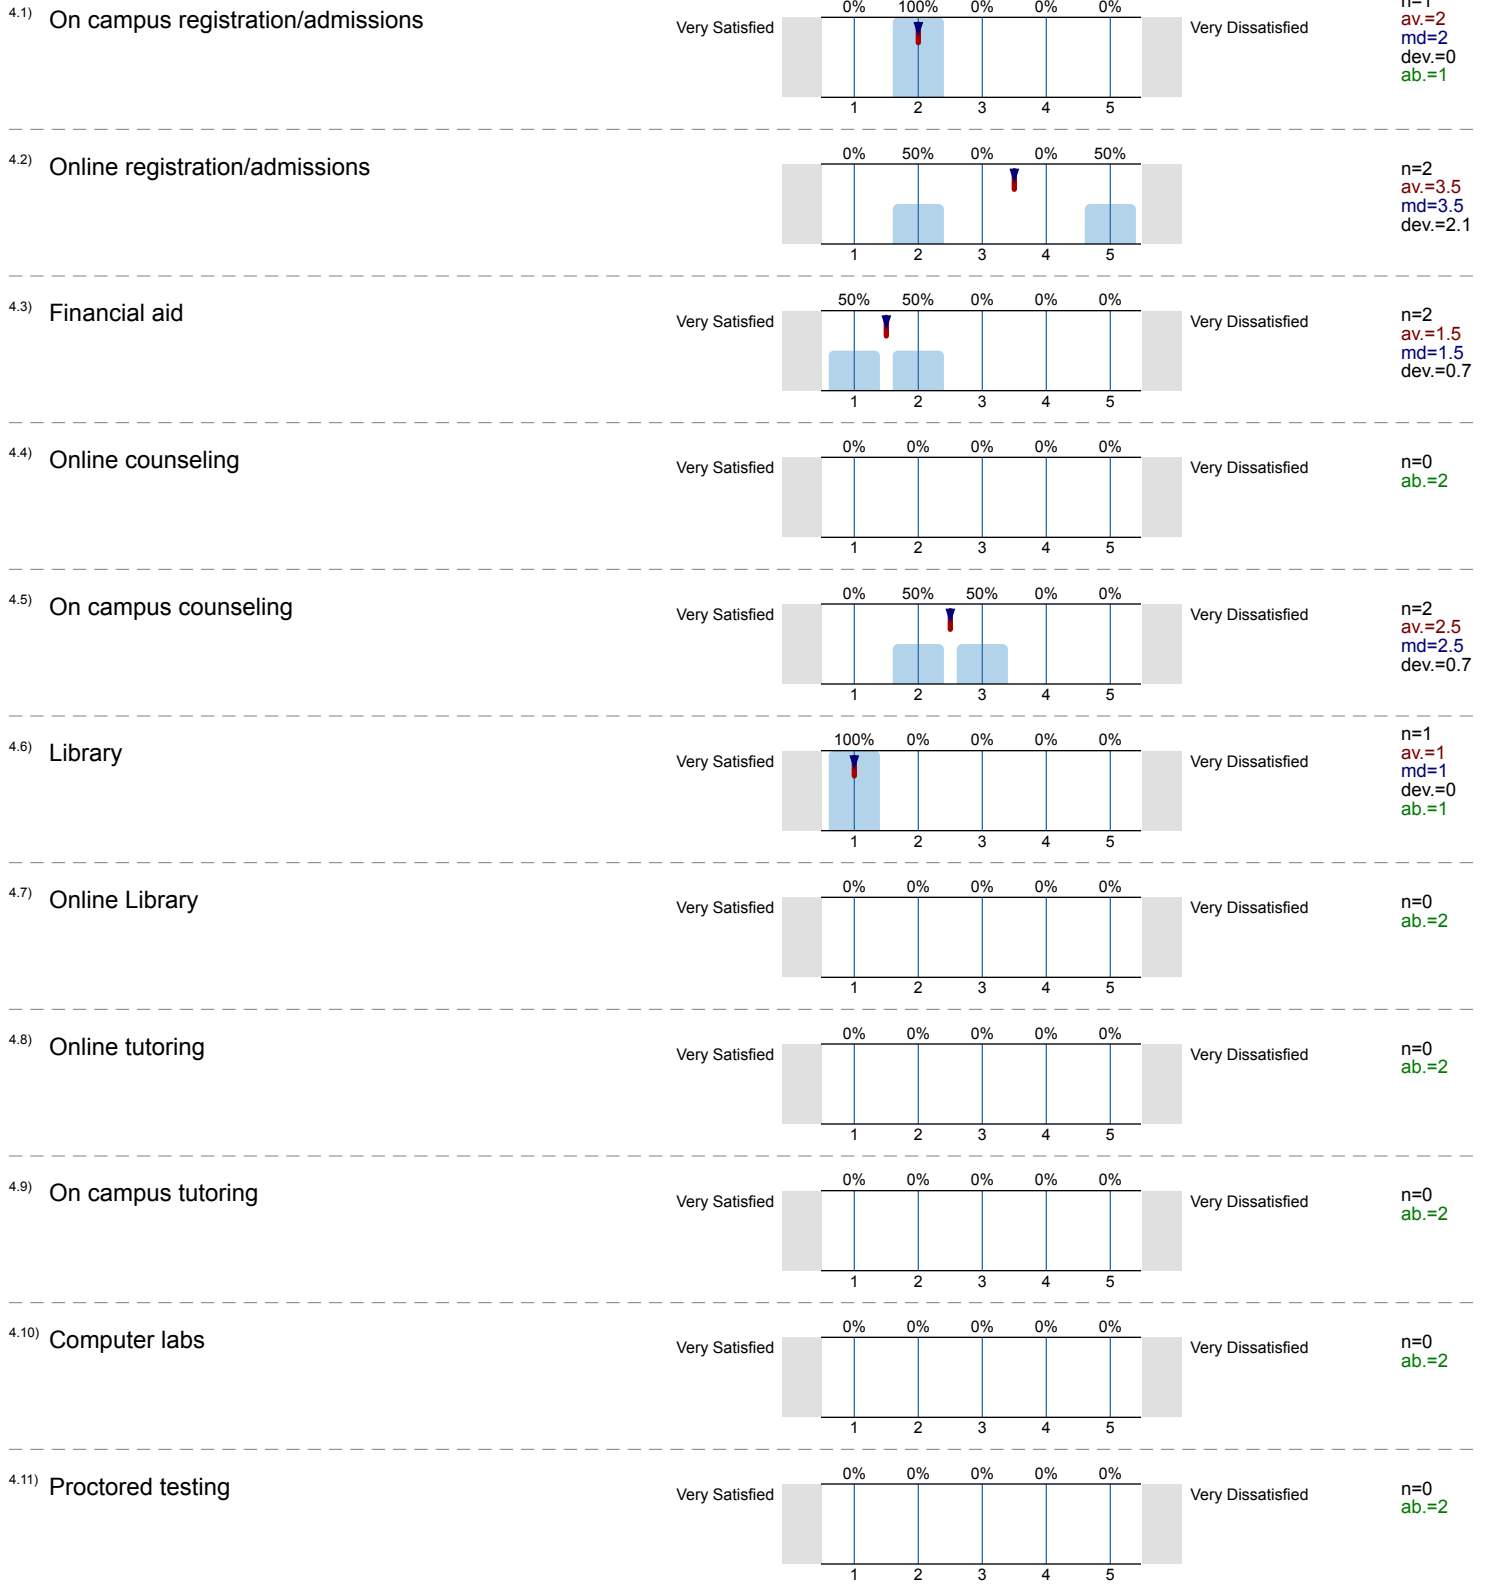 4.1) On campus registration/admissions
0% 100% 0% 0% 0%
Very Satisfied Very Dissatisfied
1 2 3 4 5
n=1
av.=2
md=2
dev.=0
ab.=1
4.2) Online registration/admissions
0% 50% 0% 0% 50%
1 2 3 4 5
n=2
av.=3.5
md=3.5
dev.=2.1
4.3) Financial aid
50% 50% 0% 0% 0%
Very Satisfied Very Dissatisfied
1 2 3 4 5
n=2
av.=1.5
md=1.5
dev.=0.7
4.4) Online counseling
0% 0% 0% 0% 0%
Very Satisfied Very Dissatisfied
1 2 3 4 5
n=0
ab.=2
4.5) On campus counseling
0% 50% 50% 0% 0%
Very Satisfied Very Dissatisfied
1 2 3 4 5
n=2
av.=2.5
md=2.5
dev.=0.7
4.6) Library
100% 0% 0% 0% 0%
Very Satisfied Very Dissatisfied
1 2 3 4 5
n=1
av.=1
md=1
dev.=0
ab.=1
4.7) Online Library
0% 0% 0% 0% 0%
Very Satisfied Very Dissatisfied
1 2 3 4 5
n=0
ab.=2
4.8) Online tutoring
0% 0% 0% 0% 0%
Very Satisfied Very Dissatisfied
1 2 3 4 5
n=0
ab.=2
4.9) On campus tutoring
0% 0% 0% 0% 0%
Very Satisfied Very Dissatisfied
1 2 3 4 5
n=0
ab.=2
4.10) Computer labs
0% 0% 0% 0% 0%
Very Satisfied Very Dissatisfied
1 2 3 4 5
n=0
ab.=2
4.11) Proctored testing
0% 0% 0% 0% 0%
Very Satisfied Very Dissatisfied
1 2 3 4 5
n=0
ab.=2